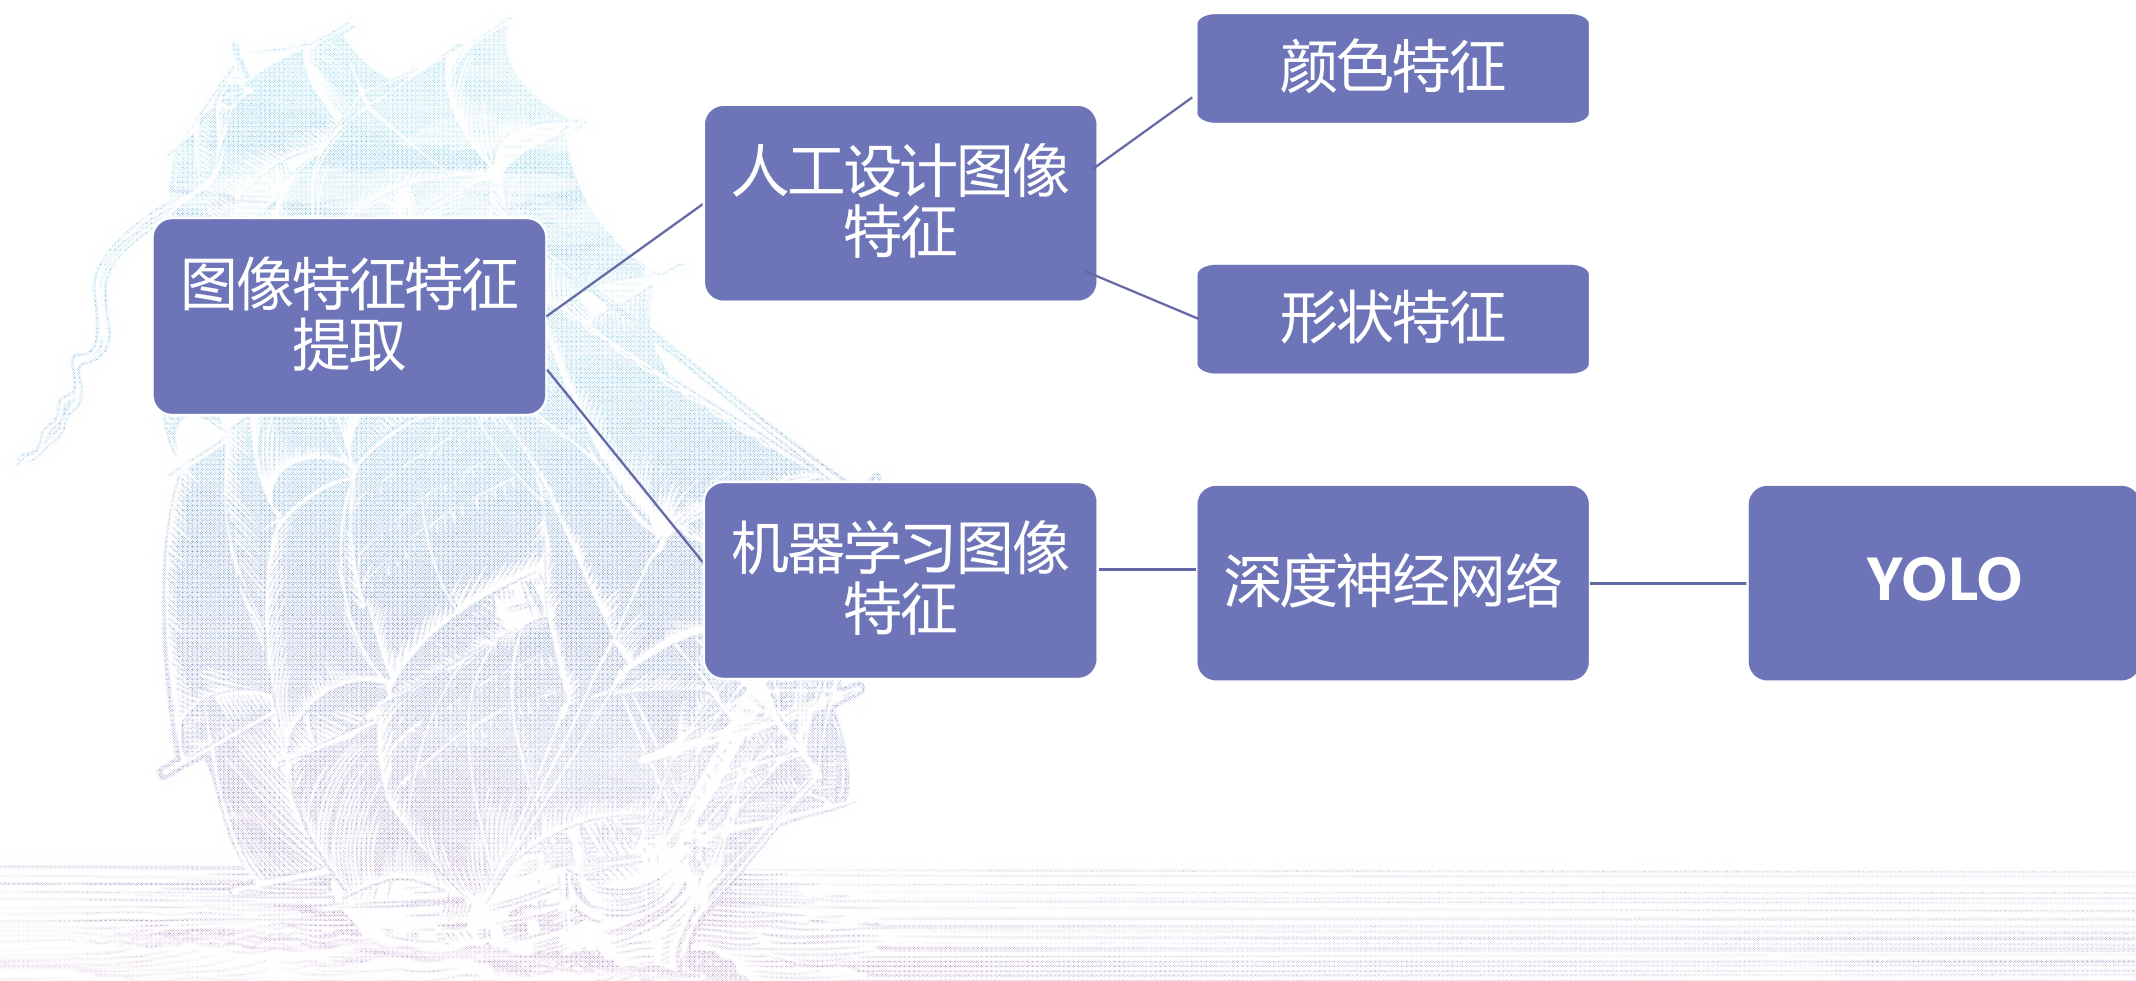 图像特征特征
提取
人工设计图像
特征
颜色特征
形状特征
机器学习图像
特征
深度神经网络
YOLO